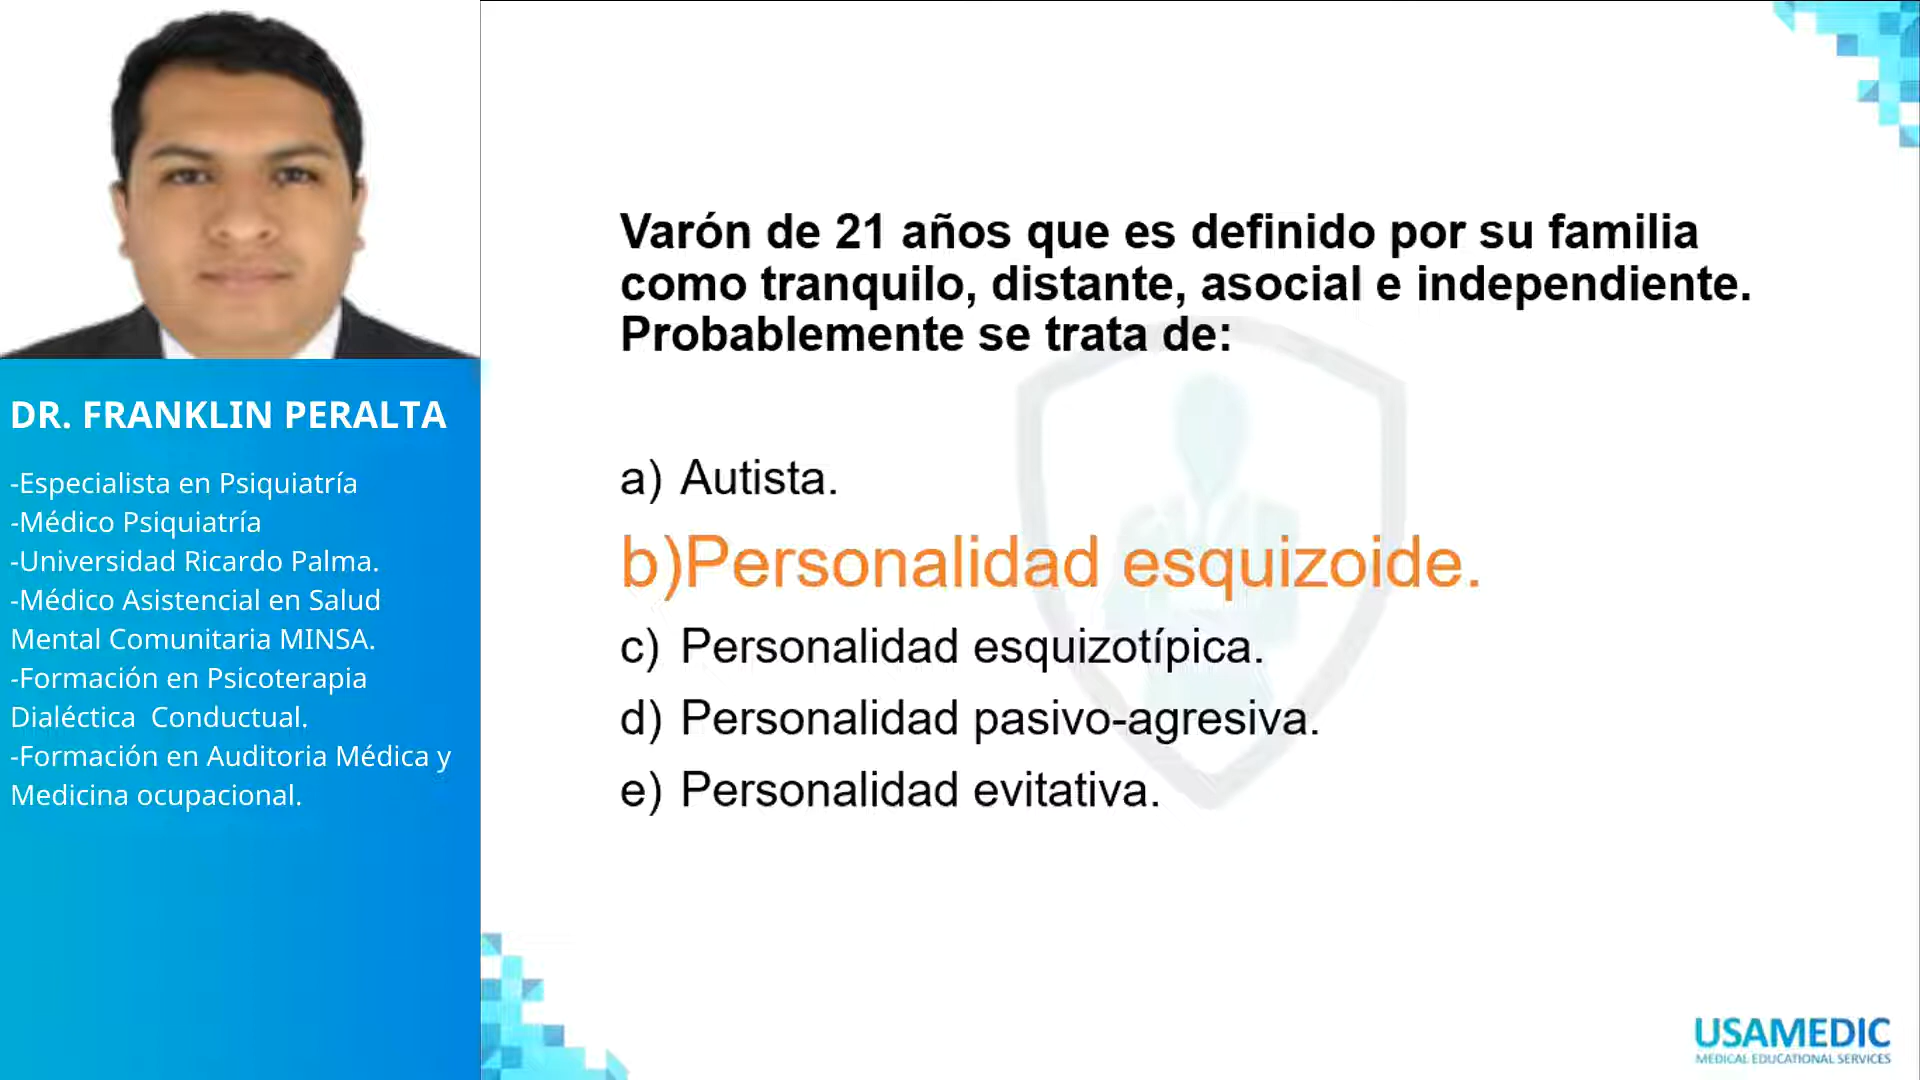 DR. FRANKLIN PERALTA
-Especialista en Psiquiatría
-Médico Psiquiatría
-Universidad Ricardo Palma.
-Médico Asistencial en Salud
Mental Comunitaria MINSA.
-Formación en Psicoterapia
Dialéctica  Conductual.
-Formación en Auditoria Médica y
Medicina ocupacional.
Varón de 21 años que es definido por su familia
como tranquilo, distante, asocial e independiente.
Probablemente se trata de:
a) Autista.
b)Personalidad esquizoide.
c) Personalidad esquizotípica.
d) Personalidad pasivo-agresiva.
e) Personalidad evitativa.
USAMEDIC
MEDICAL EDUCATIONAL SERVICES